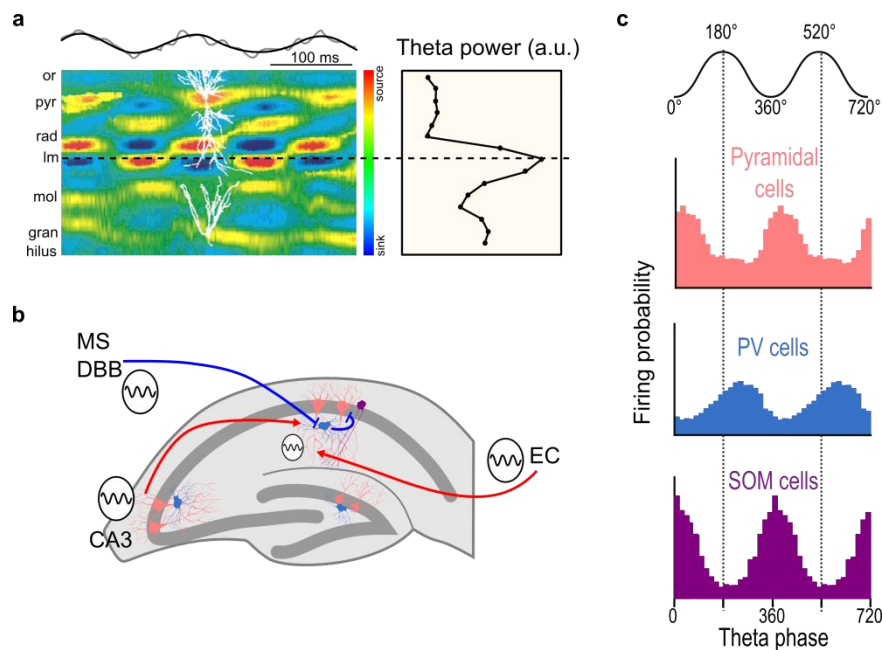 a
100 ms
or
pyr
rad
lm
mol
gran
hilus
source
sink
Theta power (a.u.)
b
MS
DBB
CA3
EC
c
180°
520°
0°
360°
720°
Firing probability
Pyramidal
cells
PV cells
SOM cells
0
360
720
Theta phase